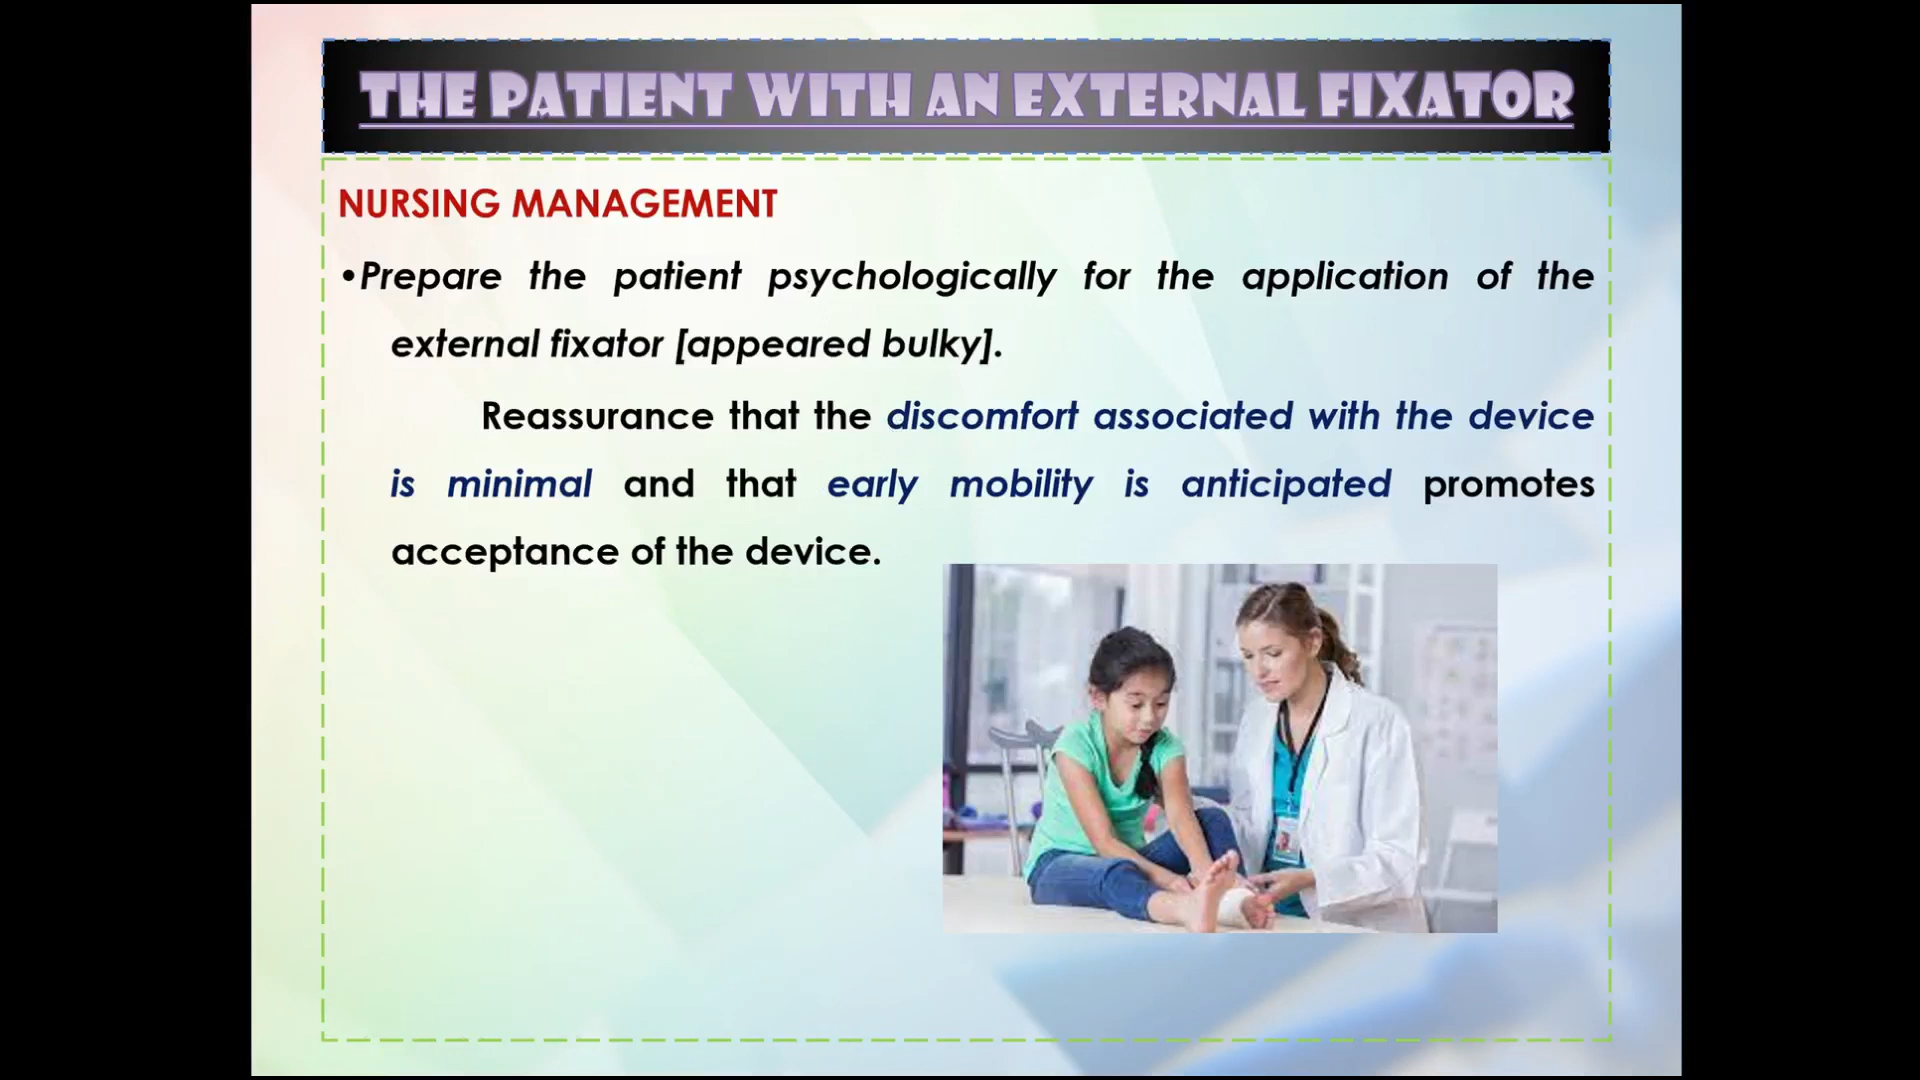 THE PATIENT WITH AN EXTERNAL FIXATOR
NURSING MANAGEMENT
•Prepare the patient psychologically for the application of the
external fixator [appeared bulky].
Reassurance that the discomfort associated with the device
is minimal and that early mobility is anticipated promotes
acceptance of the device.